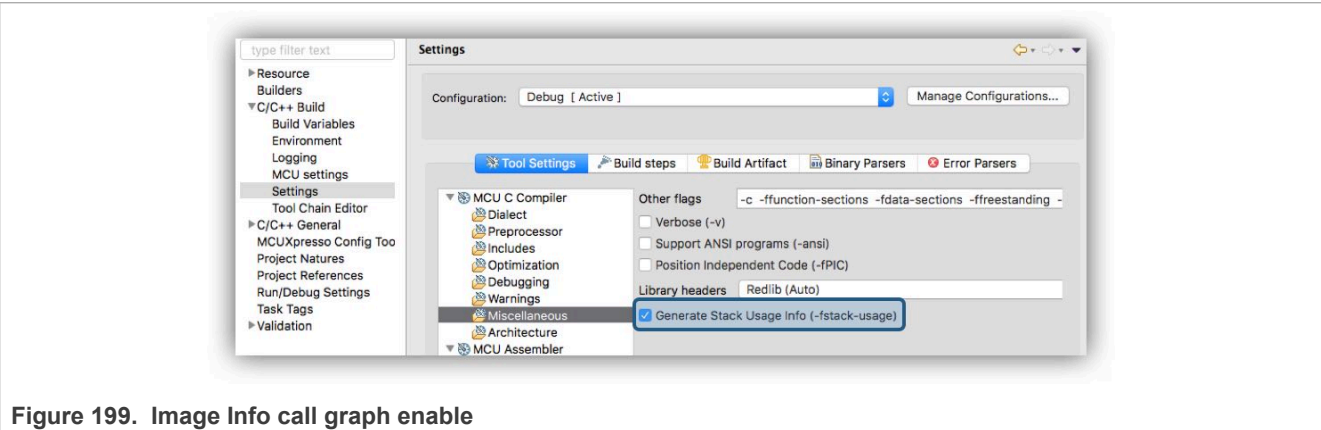 type filter text
Settings
Resource
Builders
C/C++ Build
Build Variables
Environment
Logging
MCU settings
Settings
Tool Chain Editor
C/C++ General
MCUXpresso Config Too
Project Natures
Project References
Run/Debug Settings
Task Tags
Validation
Configuration: Debug [ Active ] Manage Configurations...
Tool Settings Build steps Build Artifact Binary Parsers Error Parsers
MCU C Compiler
Dialect
Preprocessor
Includes
Optimization
Debugging
Warnings
Miscellaneous
Architecture
MCU Assembler
Other flags -c -ffunction-sections -fdata-sections -ffreestanding -
Verbose (-v)
Support ANSI programs (-ansi)
Position Independent Code (-fPIC)
Library headers Redlib (Auto)
Generate Stack Usage Info (-fstack-usage)
Figure 199. Image Info call graph enable